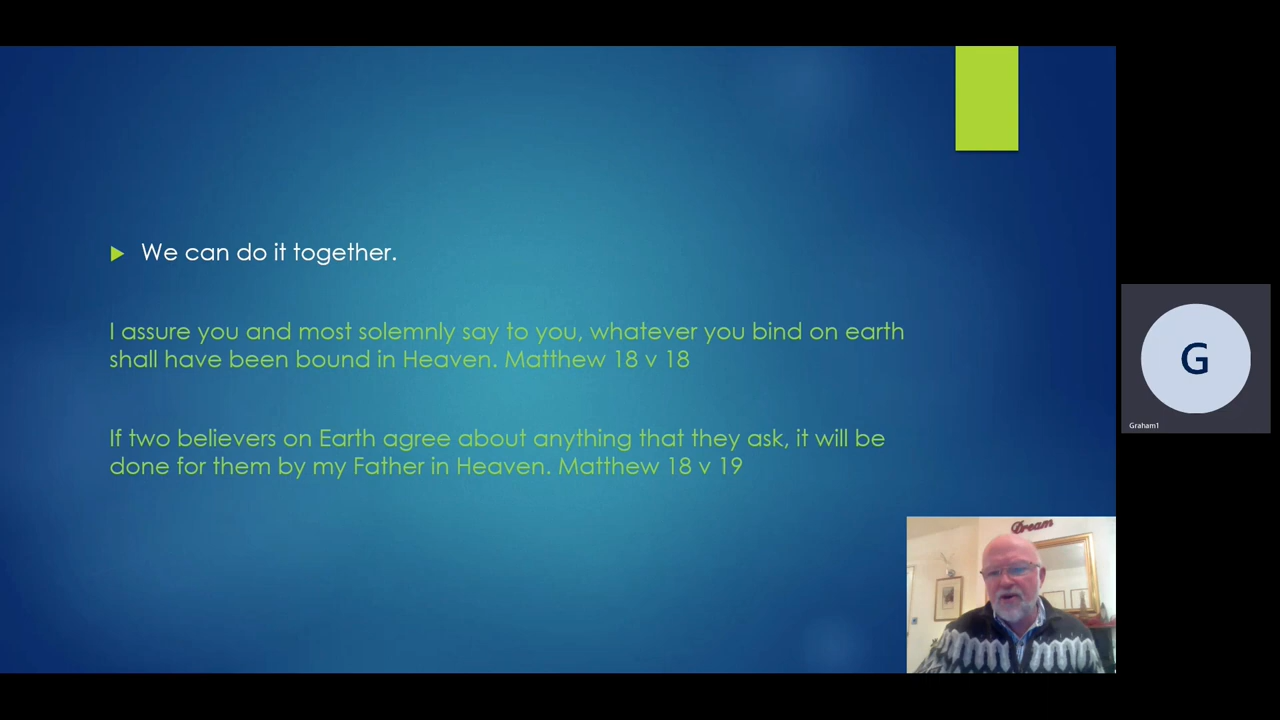 We can do it together.
I assure you and most solemnly say to you, whatever you bind on earth
shall have been bound in Heaven. Matthew 18 v 18
If two believers on Earth agree about anything that they ask, it will be
done for them by my Father in Heaven. Matthew 18 v 19
G
Graham1
Dream